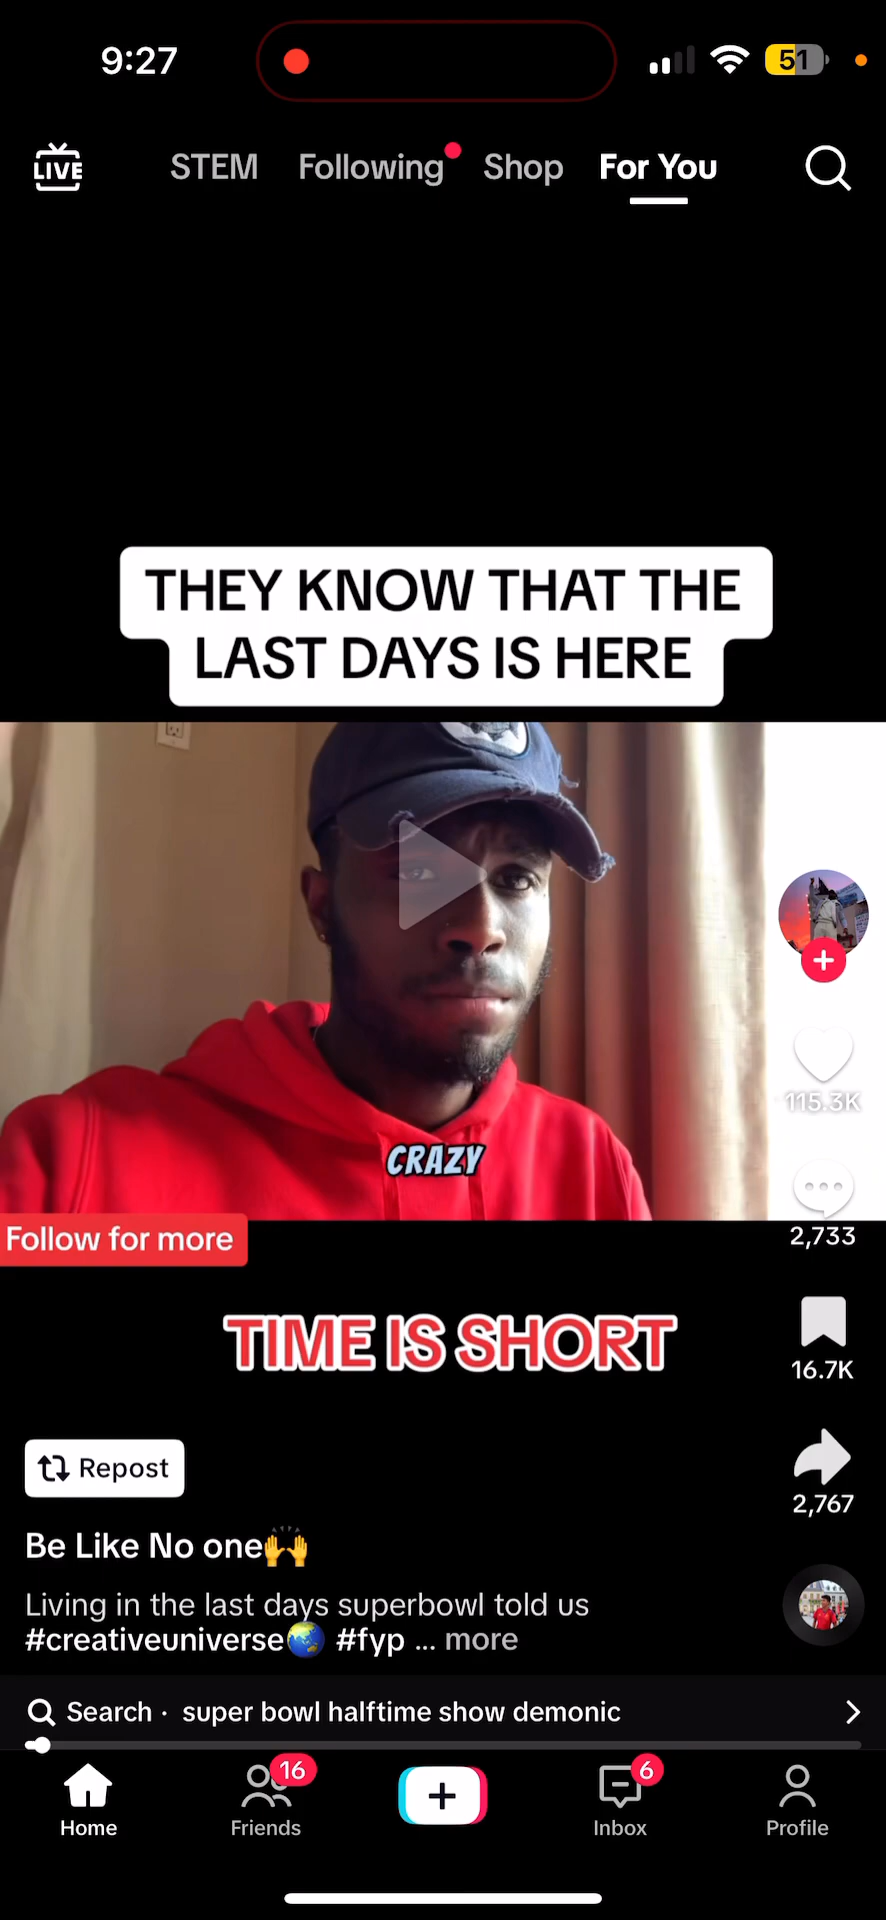 9:27
51
LIVE
STEM Following Shop For You
THEY KNOW THAT THE
LAST DAYS IS HERE
115.3K
CRAZY
2,733
Follow for more
TIME IS SHORT
16.7K
Repost
2,767
Be Like No one🙌
Living in the last days superbowl told us
#creativeuniverse🌏 #fyp ... more
Search · super bowl halftime show demonic
16
6
Home Friends Inbox Profile